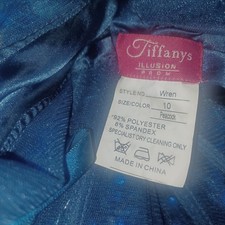 Tiffanys
ILLUSION
PROM
STYLE NO: Wren
SIZE/COLOR: 10
Peacock
*92% POLYESTER
8% SPANDEX
SPECIALIST DRY CLEANING ONLY
MADE IN CHINA